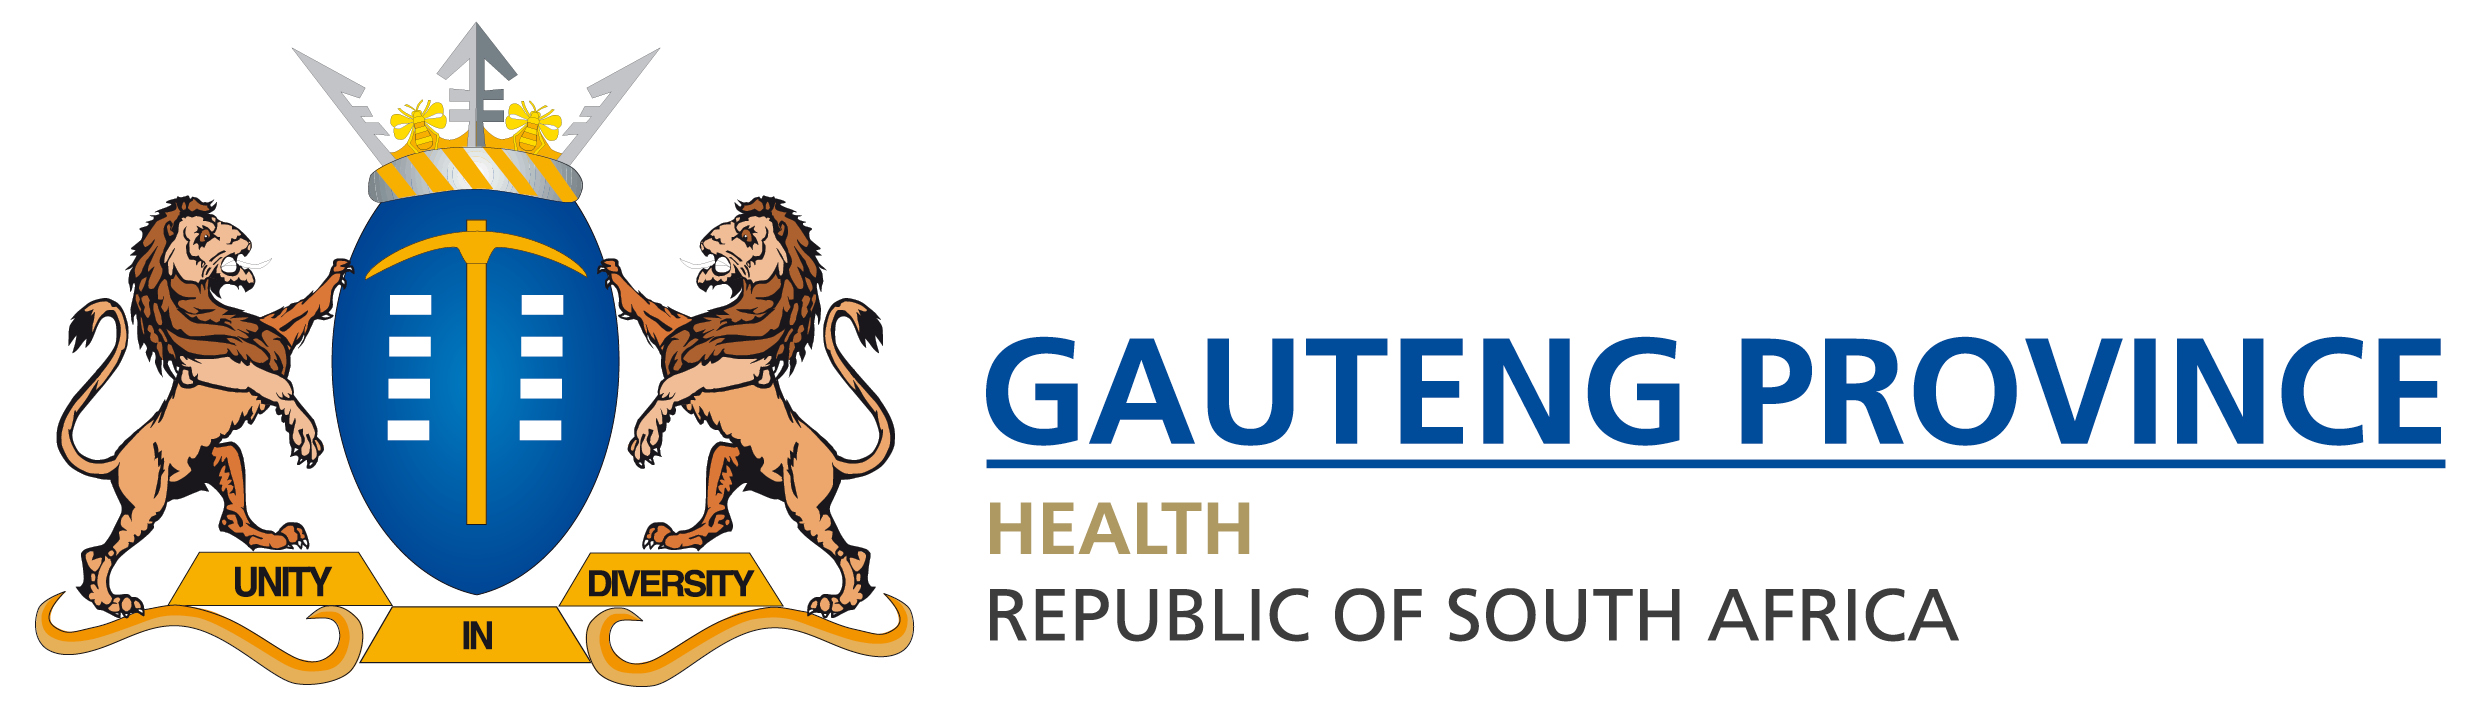 UNITY
IN
DIVERSITY
GAUTENG PROVINCE
HEALTH
REPUBLIC OF SOUTH AFRICA